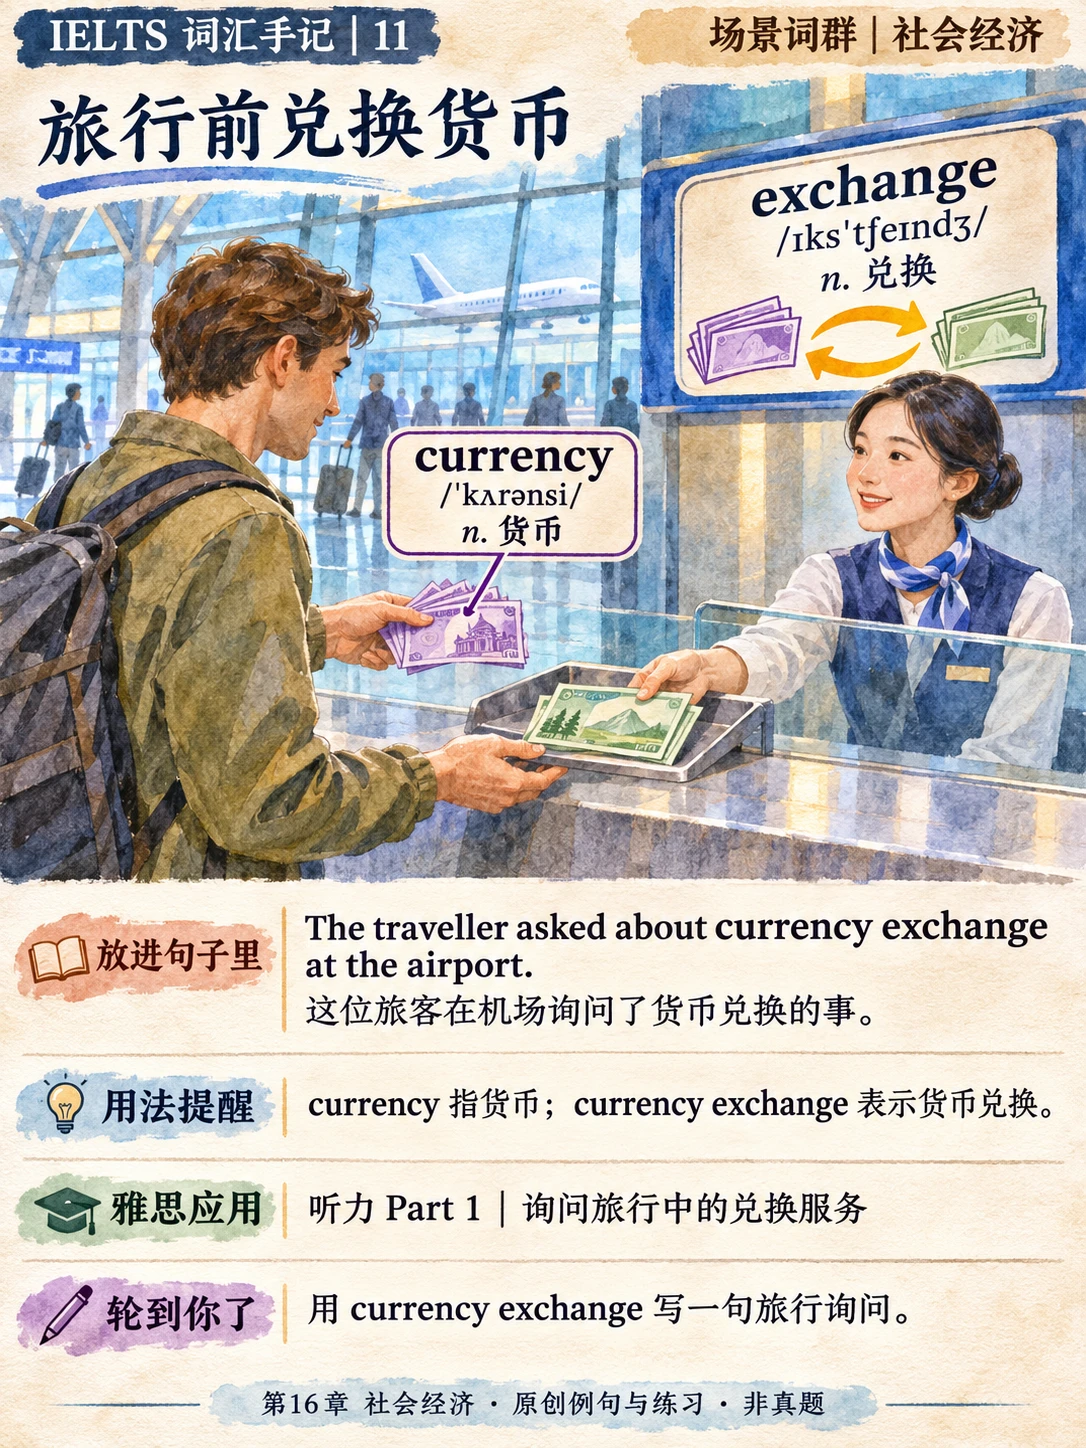 IELTS 词汇手记 | 11
场景词群 | 社会经济
旅行前兑换货币
exchange
/ɪksˈtʃeɪndʒ/
n. 兑换
currency
/ˈkʌrənsi/
n. 货币
放进句子里
The traveller asked about currency exchange
at the airport.
这位旅客在机场询问了货币兑换的事。
用法提醒
currency 指货币；currency exchange 表示货币兑换。
雅思应用
听力 Part 1 | 询问旅行中的兑换服务
轮到你了
用 currency exchange 写一句旅行询问。
第16章 社会经济 · 原创例句与练习 · 非真题